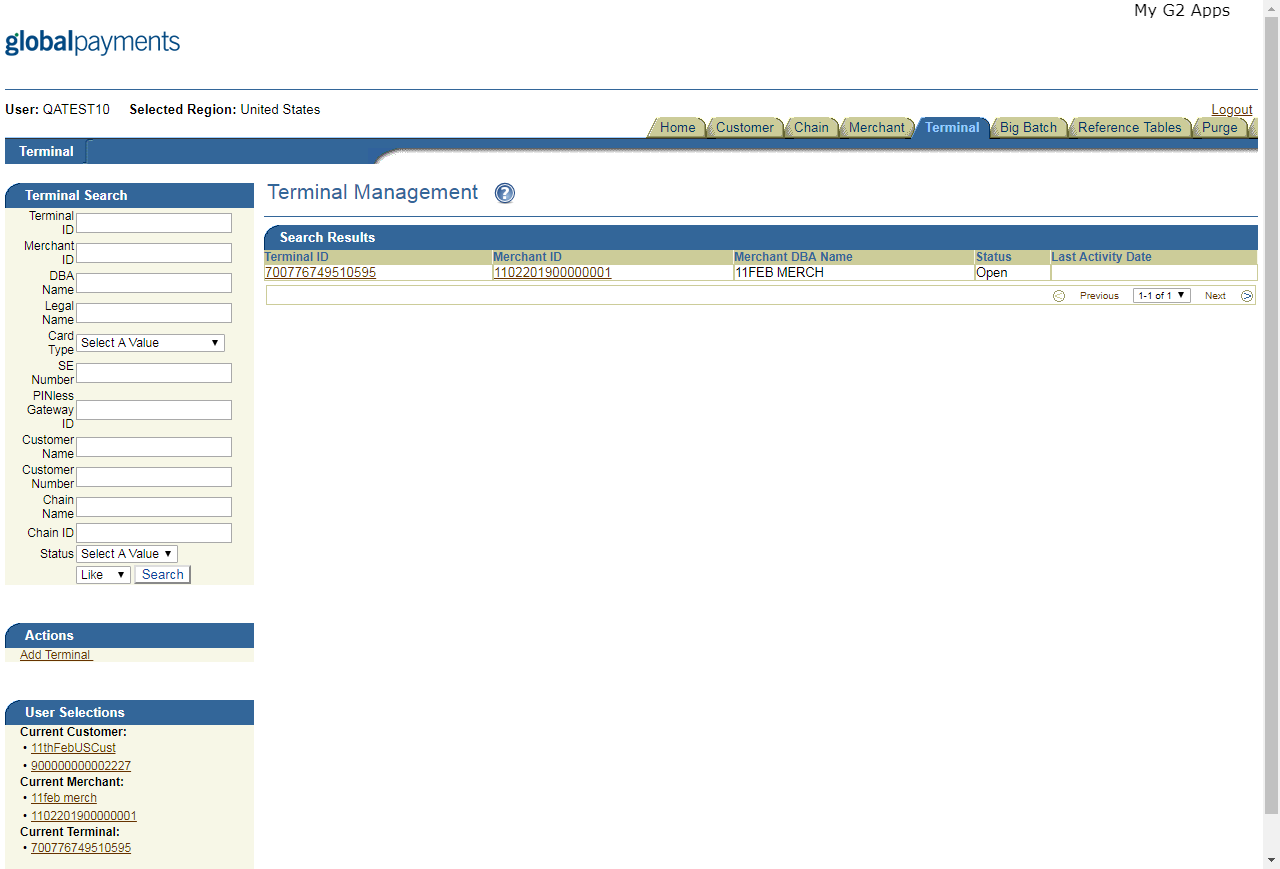 My G2 Apps
globalpayments
User: QATEST10 Selected Region: United States
Logout
Home Customer Chain Merchant Terminal Big Batch Reference Tables Purge
Terminal
Terminal Search
Terminal ID
Merchant ID
DBA Name
Legal Name
Card Type Select A Value
SE Number
PINless Gateway ID
Customer Name
Customer Number
Chain Name
Chain ID
Status Select A Value
Like Search
Actions
Add Terminal
User Selections
Current Customer:
• 11thFebUSCust
• 900000000002227
Current Merchant:
• 11feb merch
• 1102201900000001
Current Terminal:
• 700776749510595
Terminal Management ?
Search Results
Terminal ID Merchant ID Merchant DBA Name Status Last Activity Date
700776749510595 1102201900000001 11FEB MERCH Open
Previous 1-1 of 1 Next